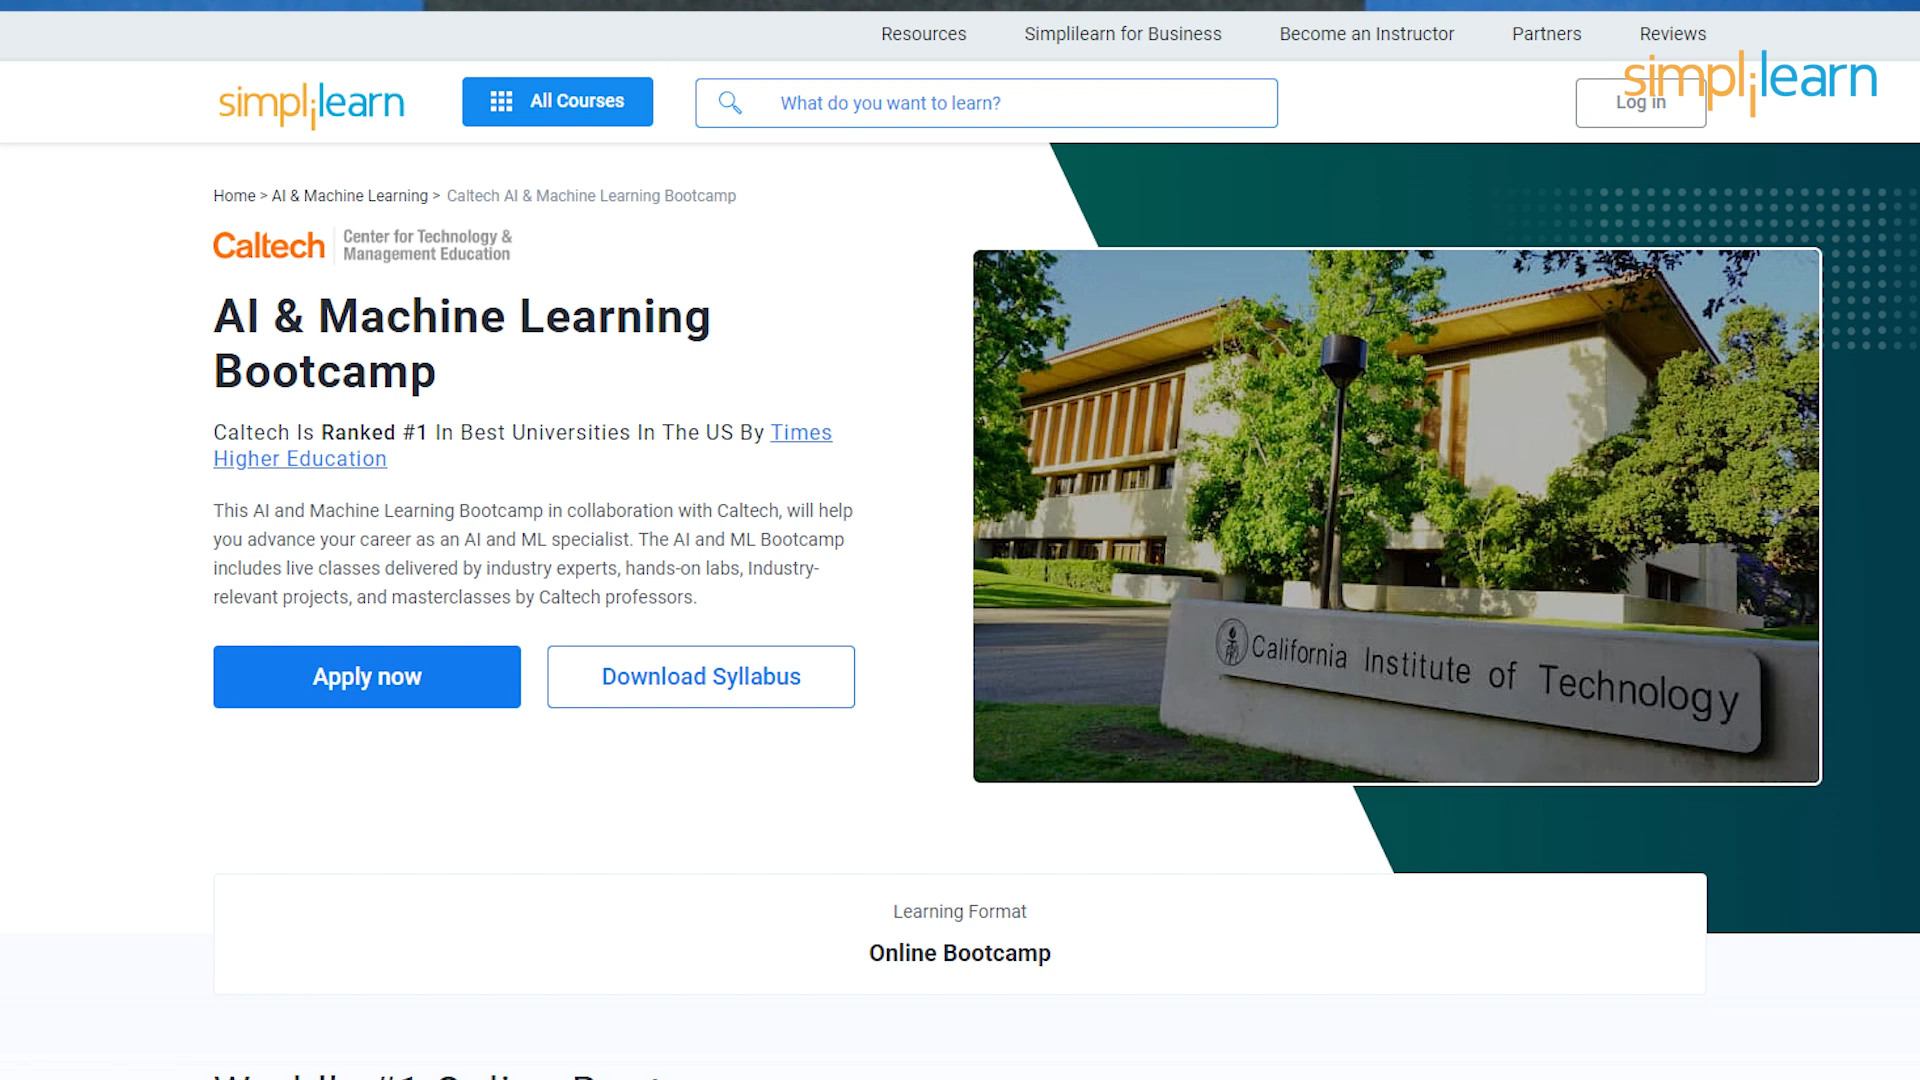 Resources Simplilearn for Business Become an Instructor Partners Reviews
simplilearn All Courses What do you want to learn? Log in simplilearn
Home > AI & Machine Learning > Caltech AI & Machine Learning Bootcamp
Caltech Center for Technology &
Management Education
AI & Machine Learning
Bootcamp
Caltech Is Ranked #1 In Best Universities In The US By Times
Higher Education
This AI and Machine Learning Bootcamp in collaboration with Caltech, will help
you advance your career as an AI and ML specialist. The AI and ML Bootcamp
includes live classes delivered by industry experts, hands-on labs, Industry-
relevant projects, and masterclasses by Caltech professors.
Apply now Download Syllabus
California Institute of Technology
Learning Format
Online Bootcamp